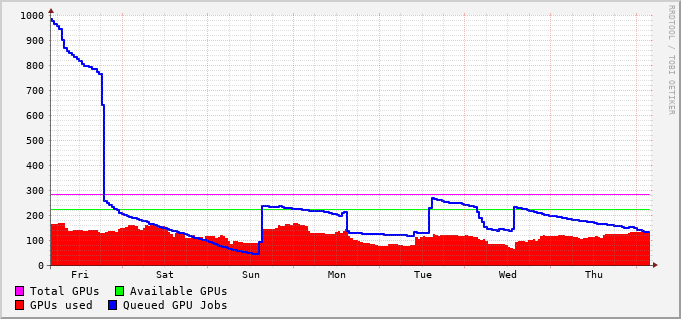 1000
900
800
700
600
500
400
300
200
100
0
Fri Sat Sun Mon Tue Wed Thu
Total GPUs Available GPUs
GPUs used Queued GPU Jobs
RRDTOOL / TOBI OETIKER